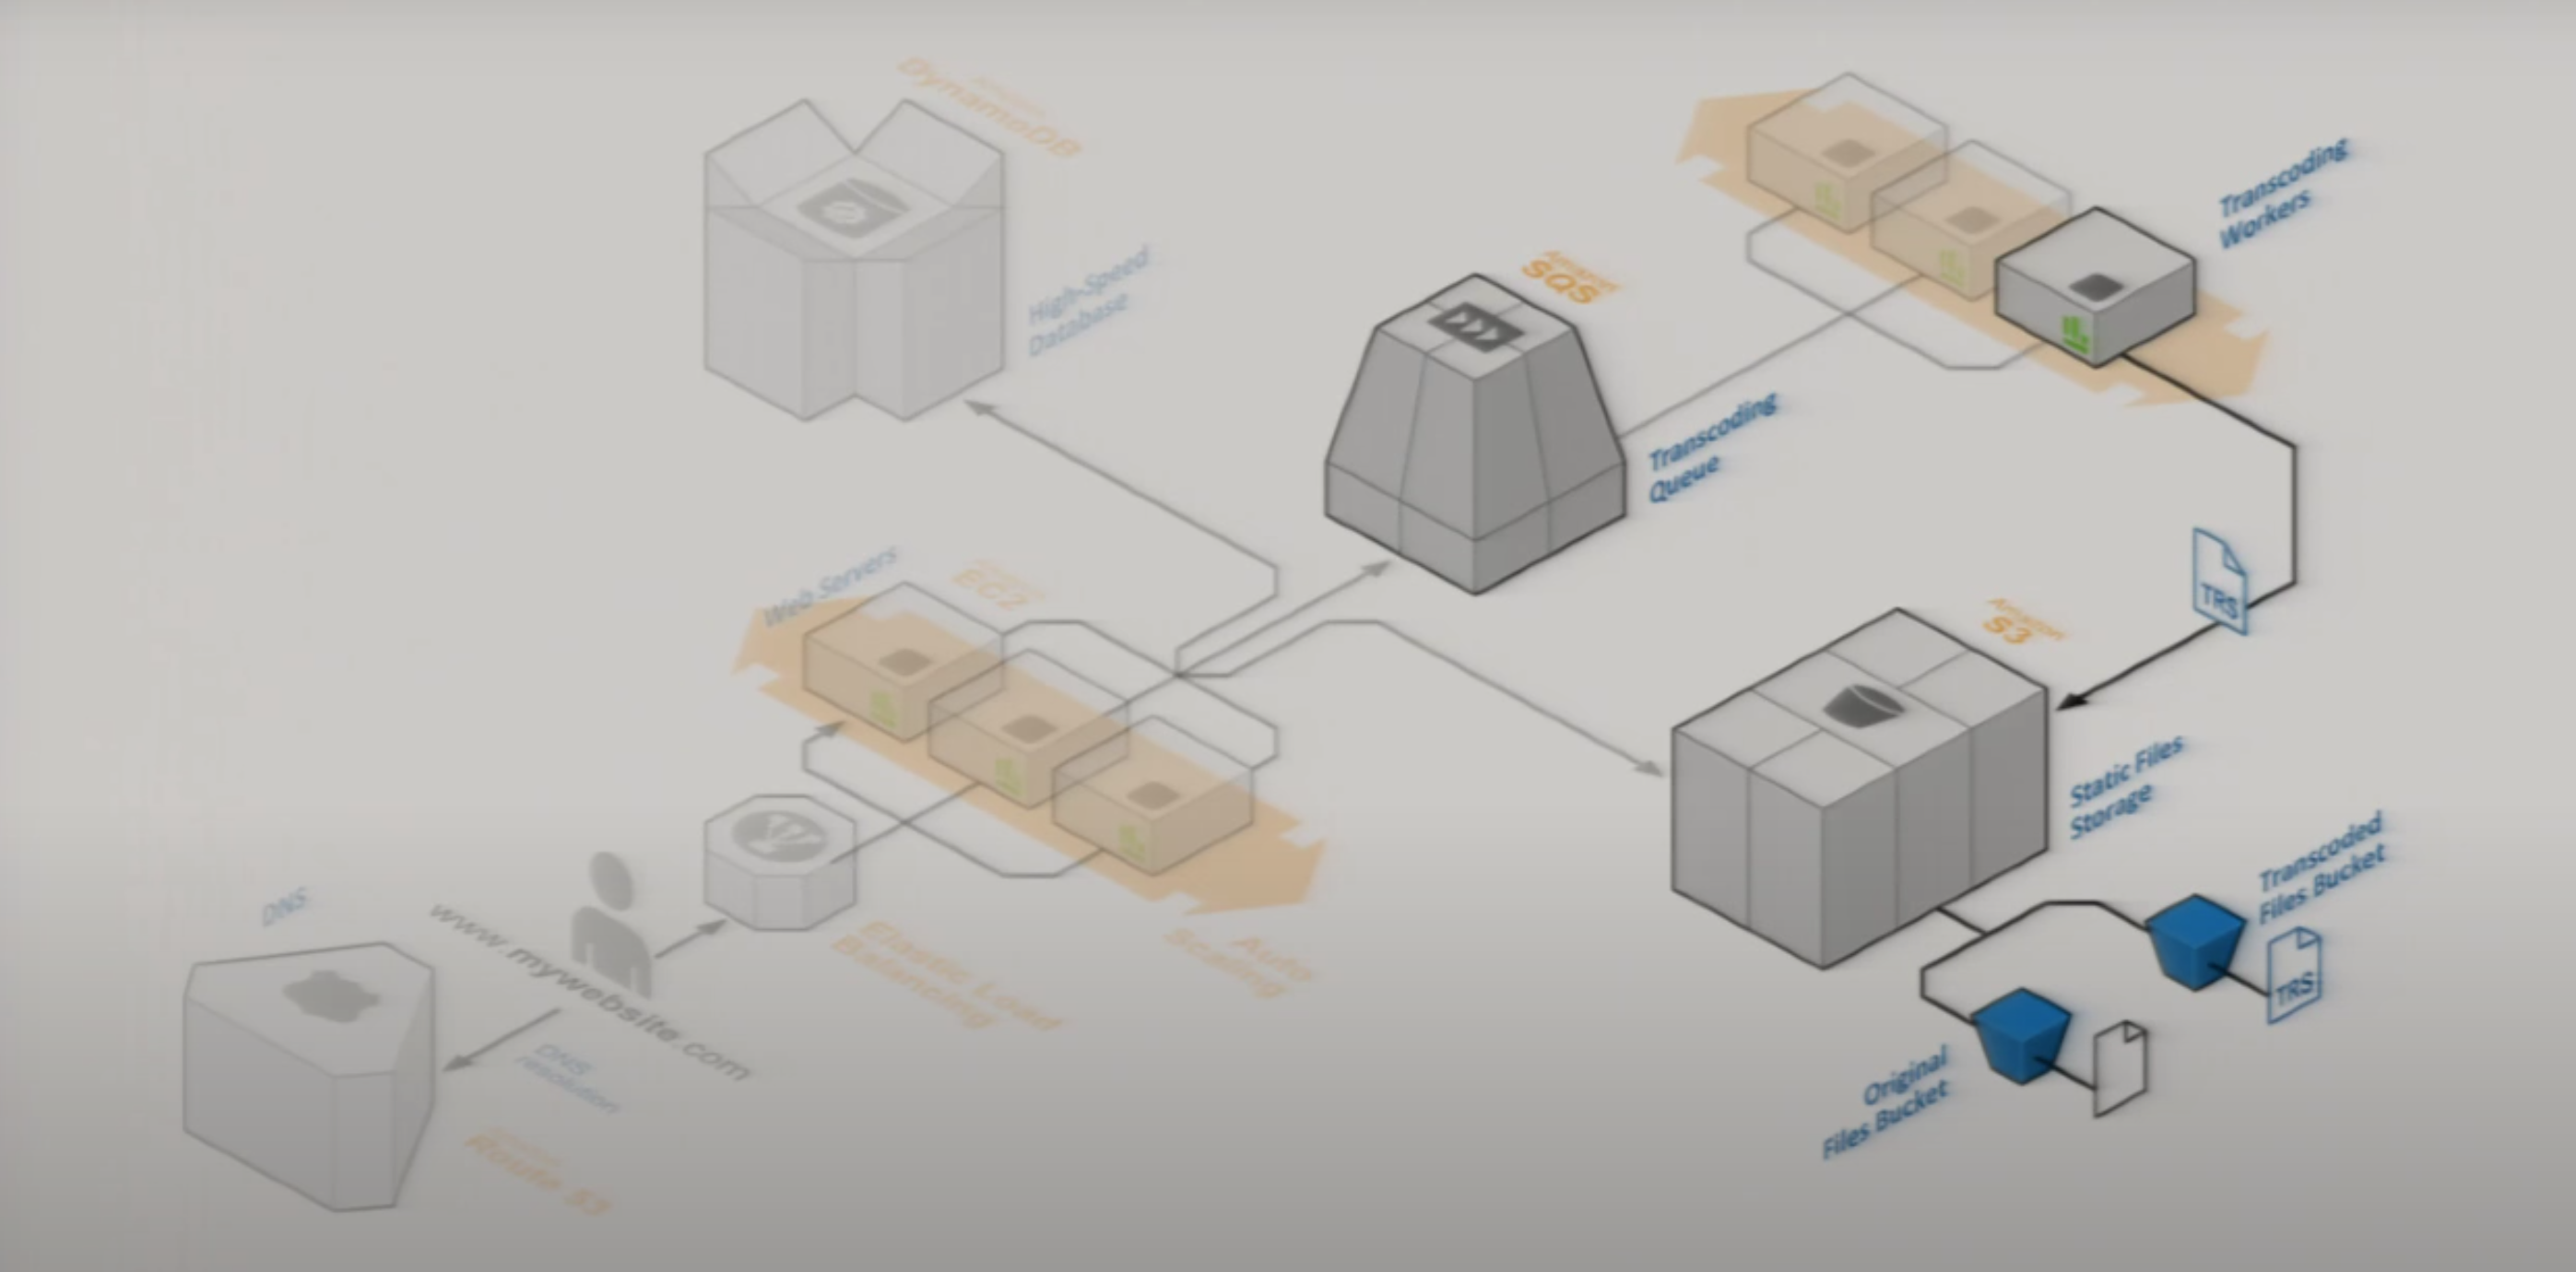 Amazon
DynamoDB
High-Speed
Database
Amazon
SQS
Transcoding
Queue
Transcoding
Workers
Web Servers
Amazon
EC2
TRS
Amazon
S3
Static Files
Storage
Transcoded
Files Bucket
TRS
Original
Files Bucket
Auto
Scaling
Elastic Load
Balancing
DNS
www.mywebsite.com
DNS
resolution
Amazon
Route 53